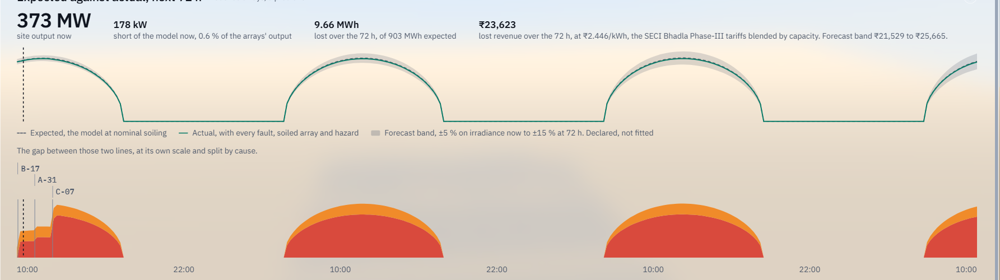 Expected against actual, next 72 h
373 MW
site output now
178 kW
short of the model now, 0.6 % of the arrays' output
9.66 MWh
lost over the 72 h, of 903 MWh expected
₹23,623
lost revenue over the 72 h, at ₹2.446/kWh, the SECI Bhadla Phase-III tariffs blended by capacity. Forecast band ₹21,529 to ₹25,665.
Expected, the model at nominal soiling
Actual, with every fault, soiled array and hazard
Forecast band, ±5 % on irradiance now to ±15 % at 72 h. Declared, not fitted
The gap between those two lines, at its own scale and split by cause.
B-17
A-31
C-07
10:00
22:00
10:00
22:00
10:00
22:00
10:00